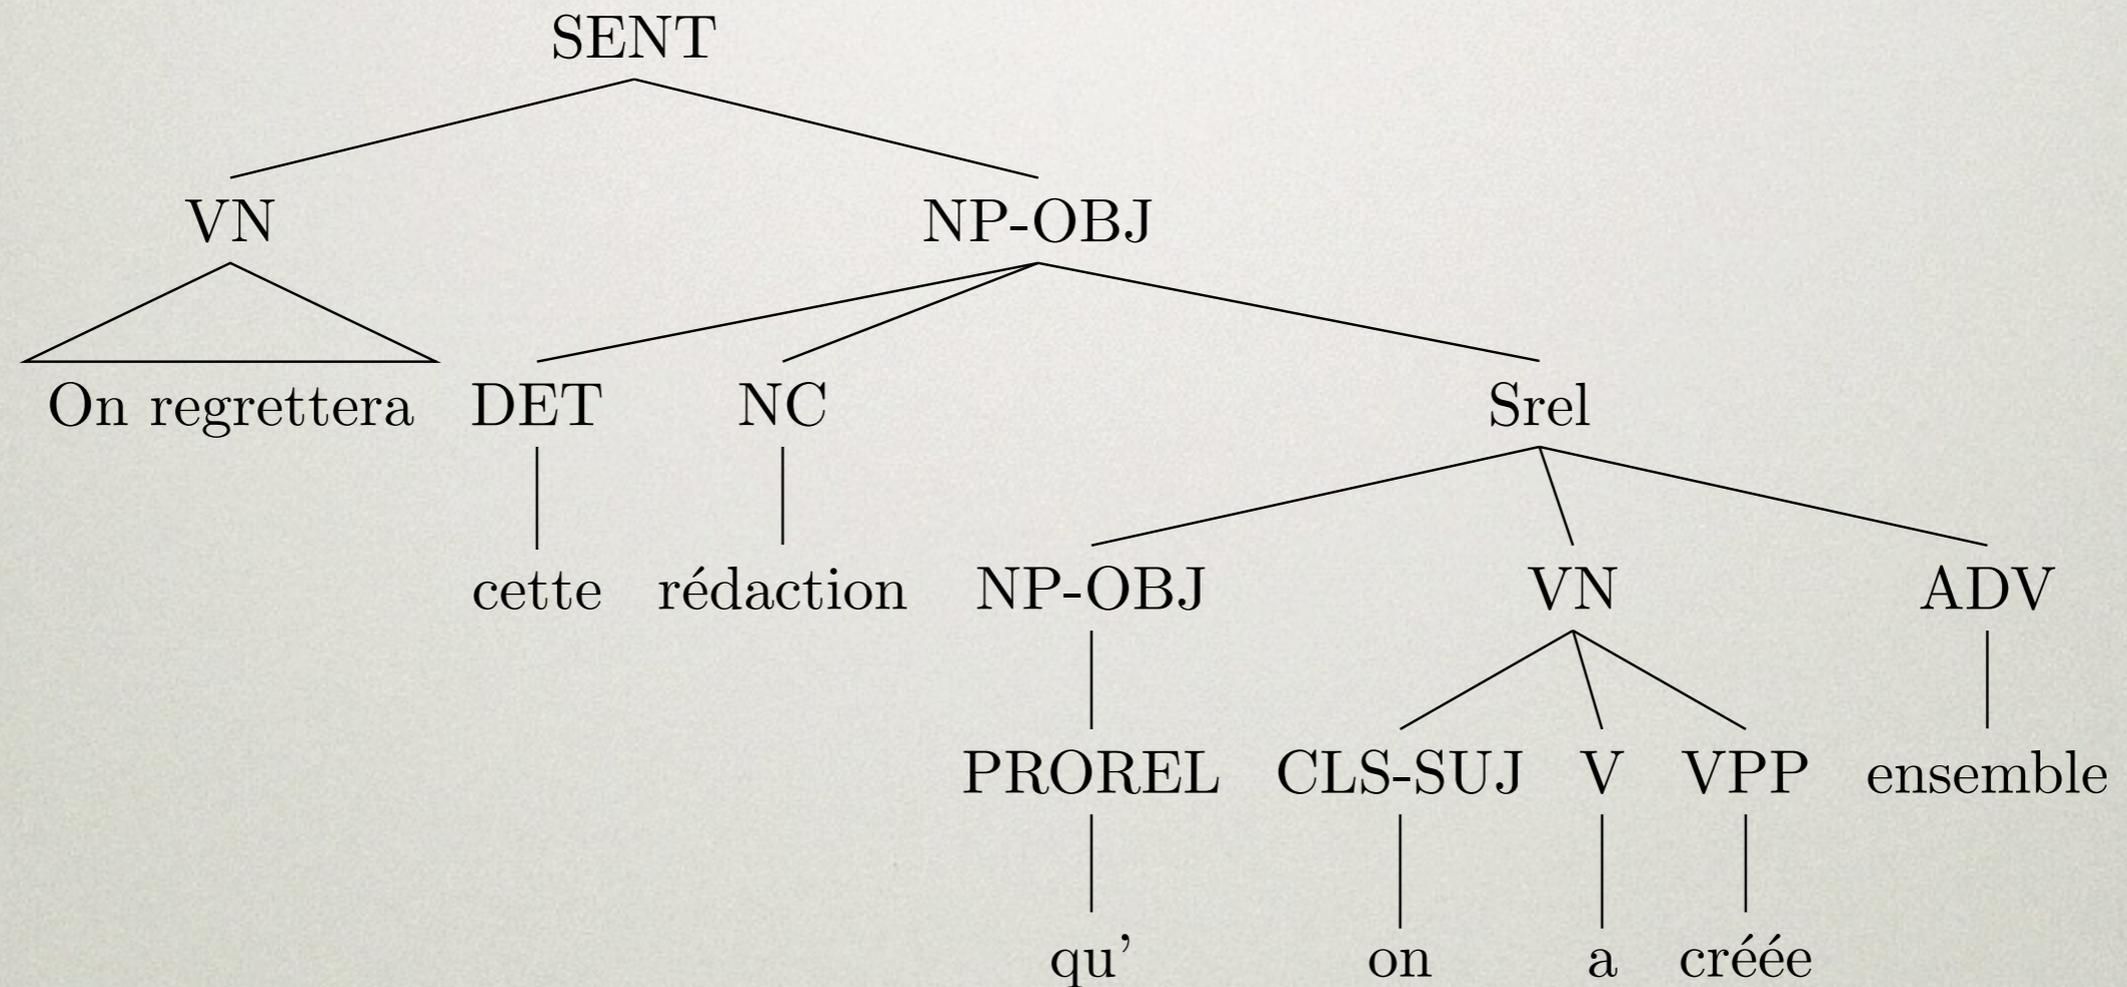 SENT
VN NP-OBJ
On regrettera DET NC Srel
cette rédaction NP-OBJ VN ADV
PROREL CLS-SUJ V VPP ensemble
qu' on a créée